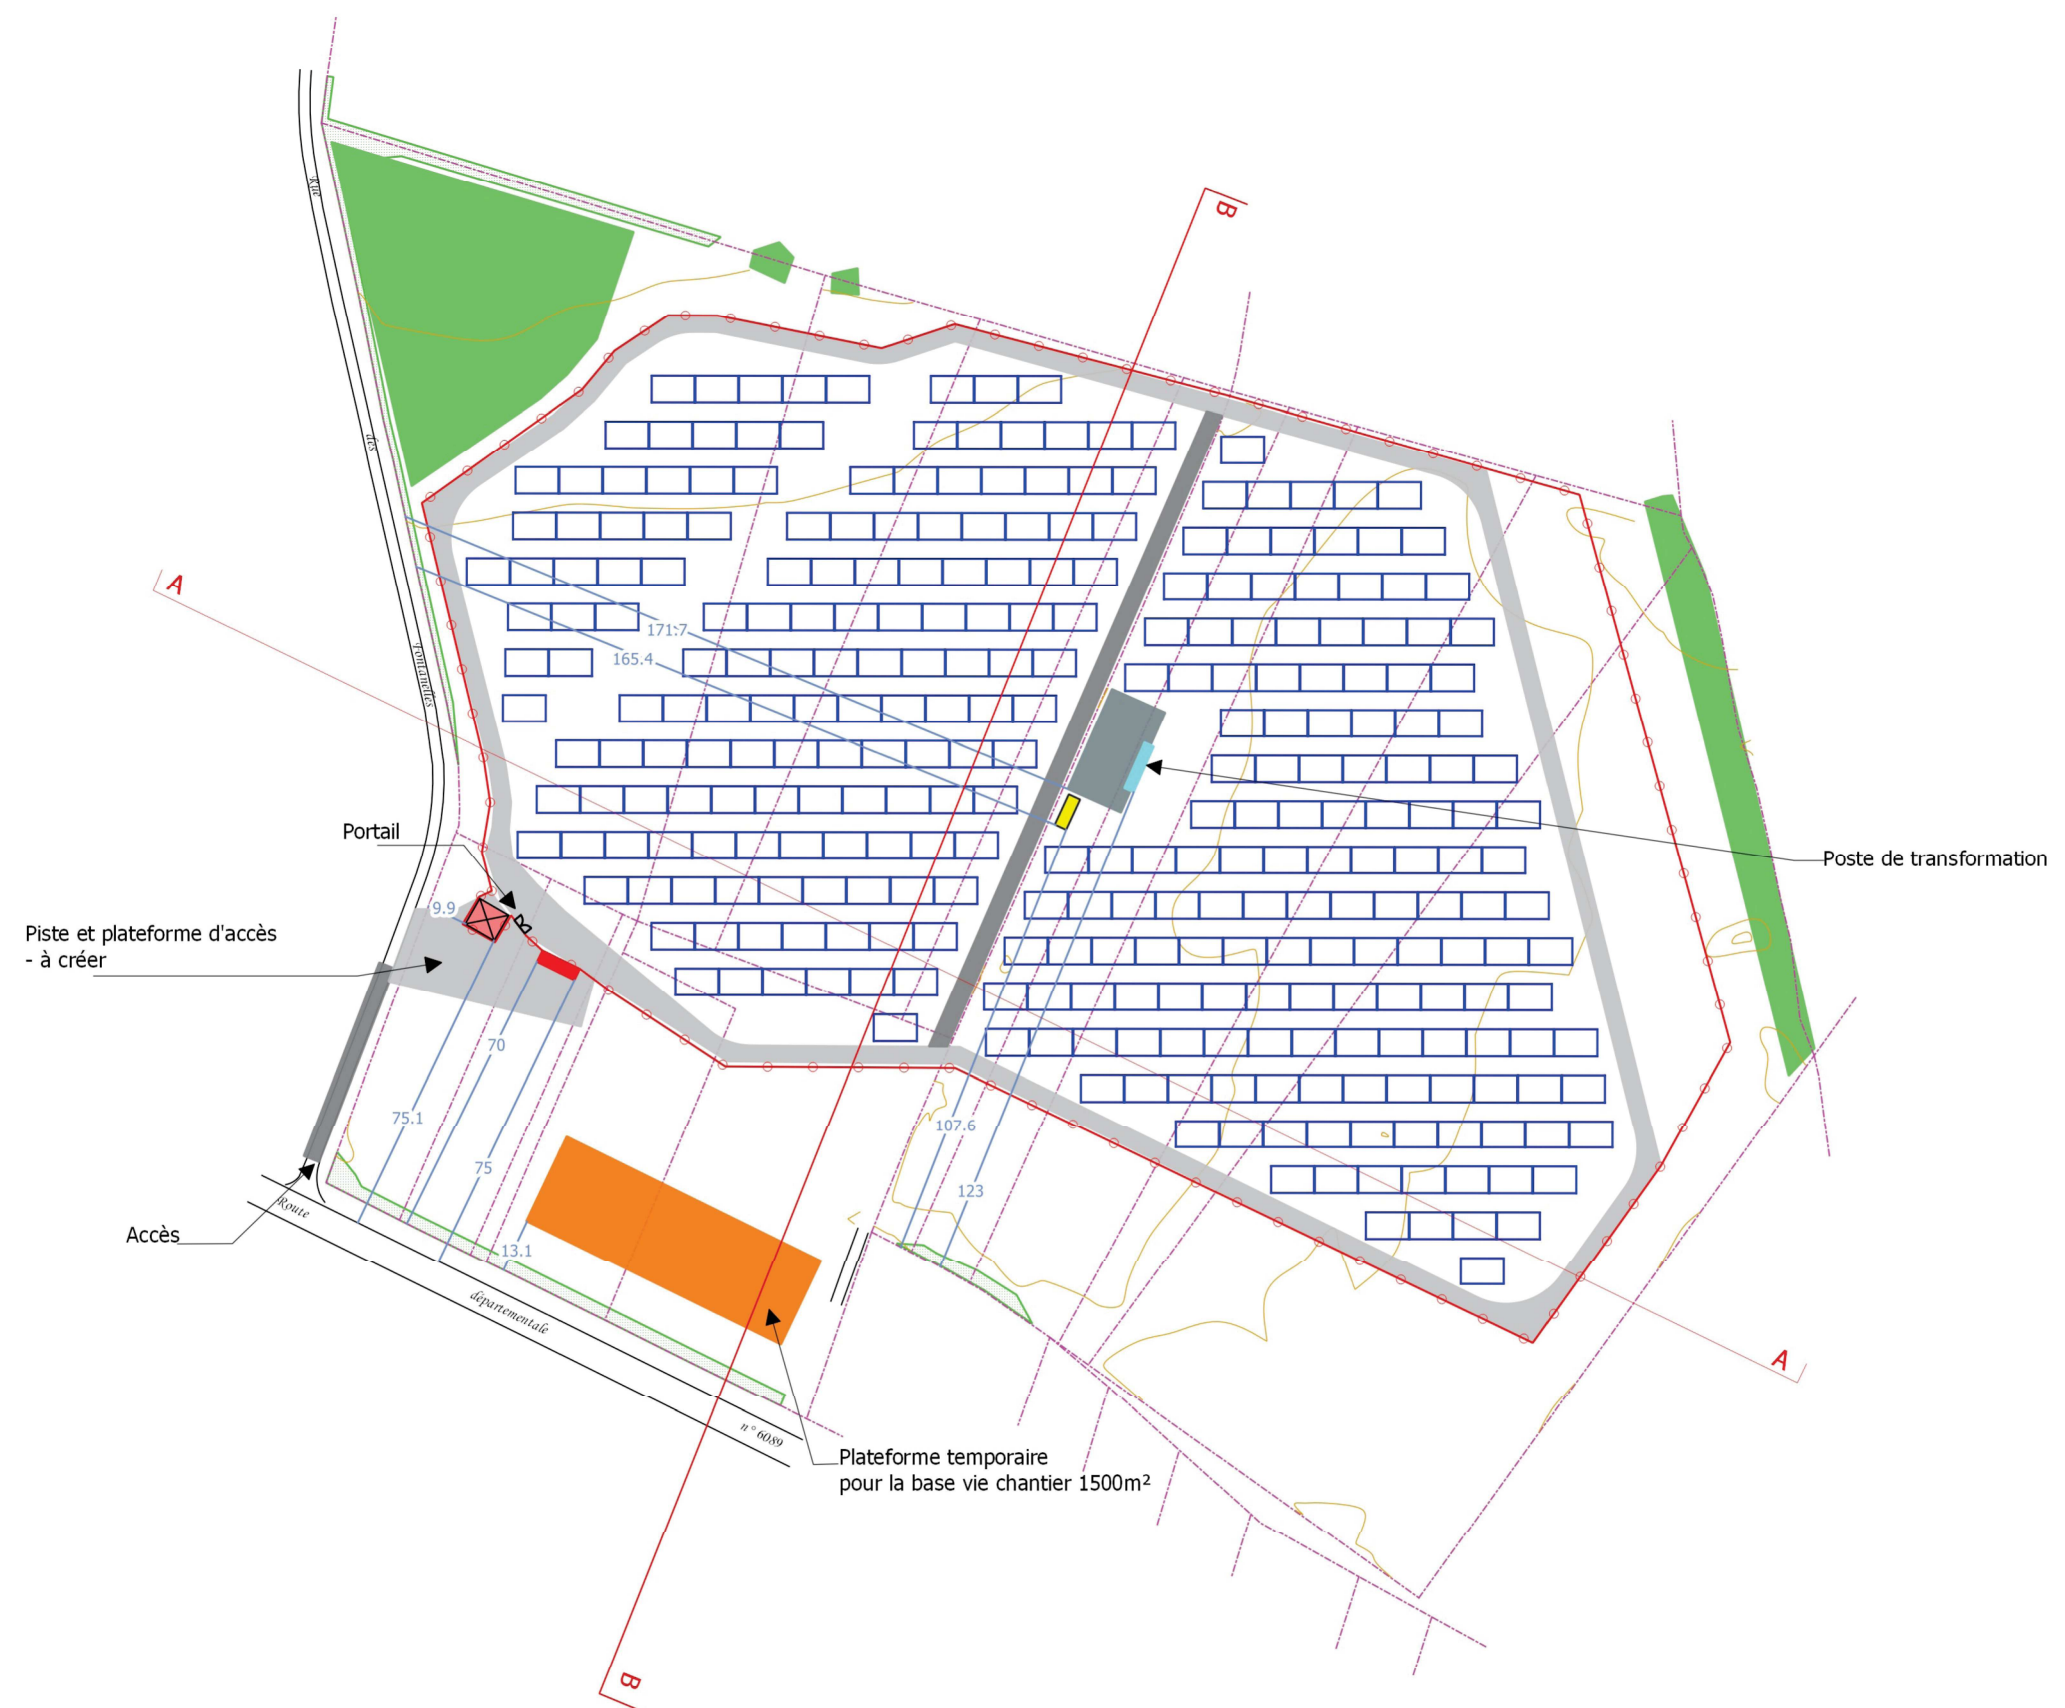 B
Rue
des
A
Fontanelles
171.7
165.4
Portail
Poste de transformation
9.9
Piste et plateforme d'accès
- à créer
70
75.1
107.6
75
123
Route
Accès
13.1
départementale
A
n° 6089
Plateforme temporaire
pour la base vie chantier 1500m²
B